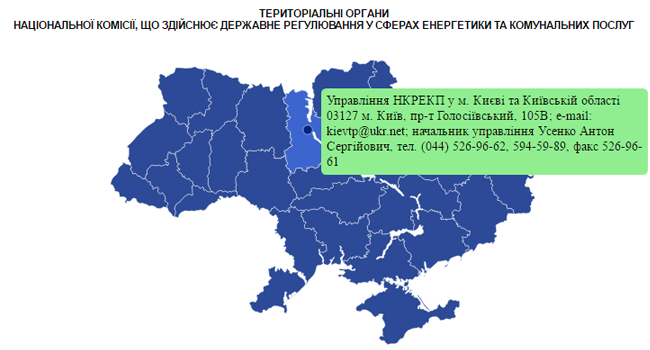 ТЕРИТОРІАЛЬНІ ОРГАНИ
НАЦІОНАЛЬНОЇ КОМІСІЇ, ЩО ЗДІЙСНЮЄ ДЕРЖАВНЕ РЕГУЛЮВАННЯ У СФЕРАХ ЕНЕРГЕТИКИ ТА КОМУНАЛЬНИХ ПОСЛУГ
Управління НКРЕКП у м. Києві та Київській області
03127 м. Київ, пр-т Голосіївський, 105В; e-mail:
kievtp@ukr.net; начальник управління Усенко Антон
Сергійович, тел. (044) 526-96-62, 594-59-89, факс 526-96-
61